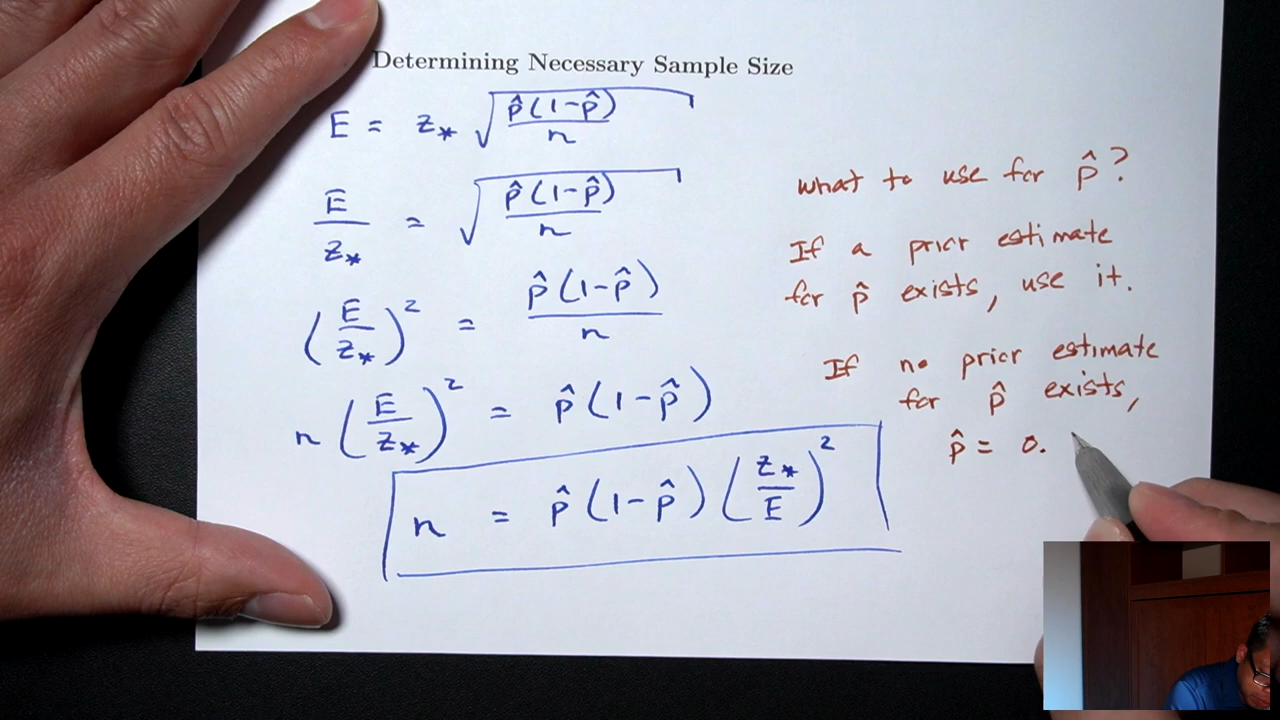 Determining Necessary Sample Size
E = z* √(p̂(1-p̂)/n)
E/z* = √(p̂(1-p̂)/n)
(E/z*)² = p̂(1-p̂)/n
n(E/z*)² = p̂(1-p̂)
n = p̂(1-p̂)(z*/E)²
what to use for p̂?
If a prior estimate
for p̂ exists, use it.
If no prior estimate
for p̂ exists,
p̂ = 0.